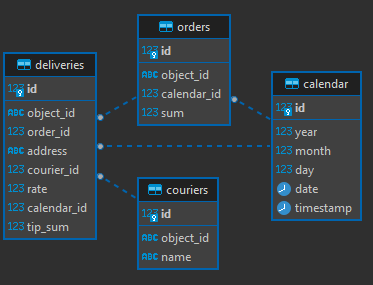 orders
123 id
ABC object_id
123 calendar_id
123 sum
deliveries
123 id
ABC object_id
123 order_id
ABC address
123 courier_id
123 rate
123 calendar_id
123 tip_sum
calendar
123 id
123 year
123 month
123 day
date
timestamp
couriers
123 id
ABC object_id
ABC name